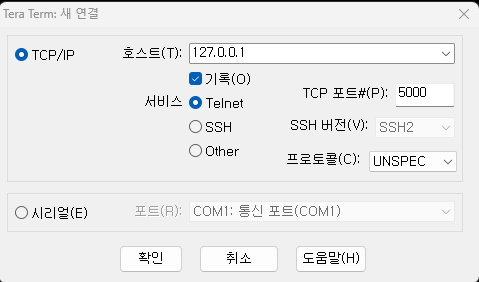 Tera Term: 새 연결
TCP/IP
호스트(T): 127.0.0.1
기록(O)
서비스 Telnet
TCP 포트#(P): 5000
SSH
SSH 버전(V): SSH2
Other
프로토콜(C): UNSPEC
시리얼(E) 포트(R): COM1: 통신 포트(COM1)
확인 취소 도움말(H)